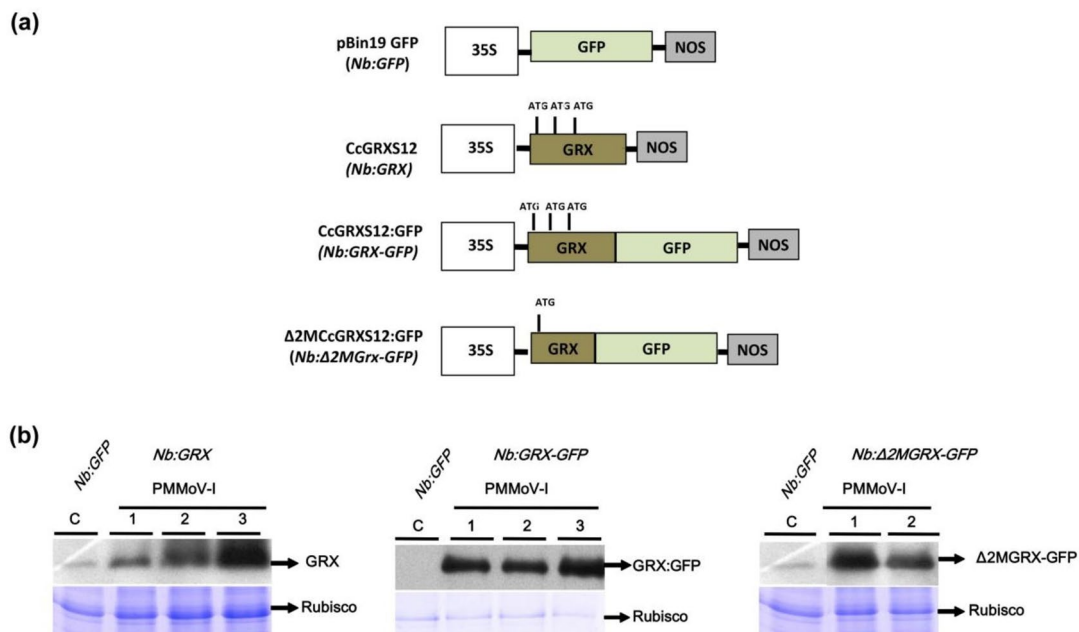 (a)
pBin19 GFP
(Nb:GFP)
35S GFP NOS
ATG ATG ATG
CcGRXS12
(Nb:GRX)
35S GRX NOS
ATG ATG ATG
CcGRXS12:GFP
(Nb:GRX-GFP)
35S GRX GFP NOS
ATG
Δ2MCcGRXS12:GFP
(Nb:Δ2MGrx-GFP)
35S GRX GFP NOS
(b)
Nb:GFP Nb:GRX
PMMoV-I
C 1 2 3
GRX
Rubisco
Nb:GFP Nb:GRX-GFP
PMMoV-I
C 1 2 3
GRX:GFP
Rubisco
Nb:GFP Nb:Δ2MGRX-GFP
PMMoV-I
C 1 2
Δ2MGRX-GFP
Rubisco